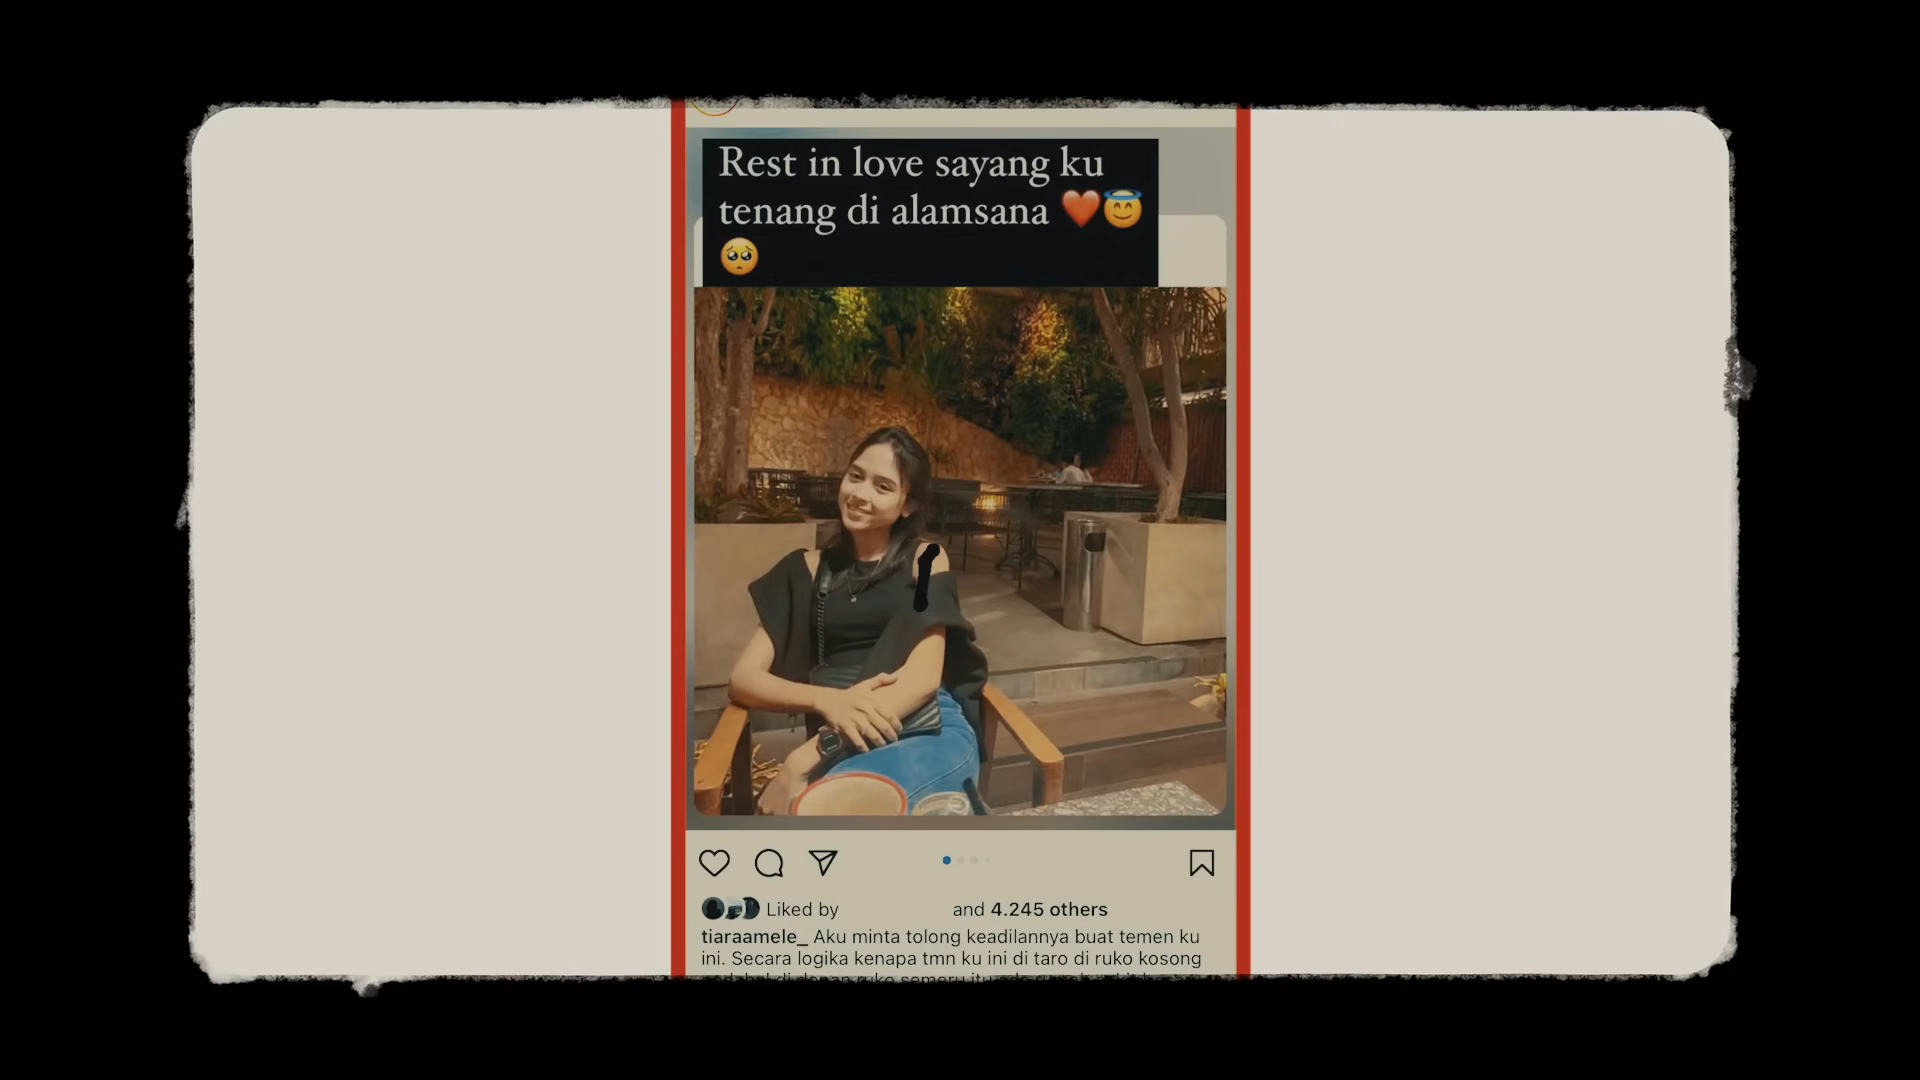 Rest in love sayang ku
tenang di alamsana ❤️😇
🥺
Liked by and 4.245 others
tiaraamele_ Aku minta tolong keadilannya buat temen ku
ini. Secara logika kenapa tmn ku ini di taro di ruko kosong